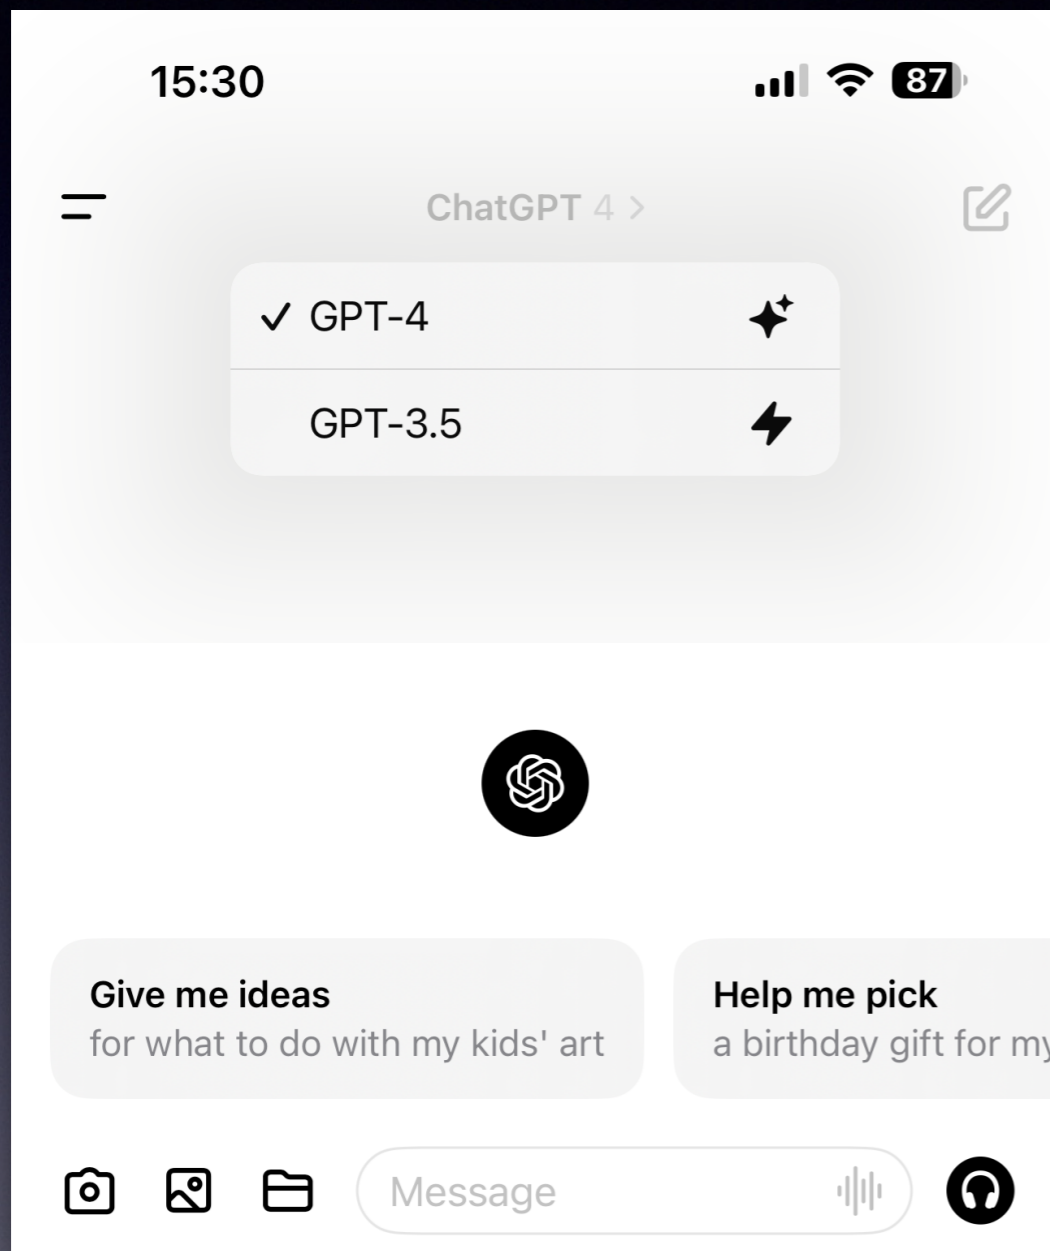 15:30
87
ChatGPT 4 >
GPT-4
GPT-3.5
Give me ideas
for what to do with my kids' art
Help me pick
a birthday gift for my
Message